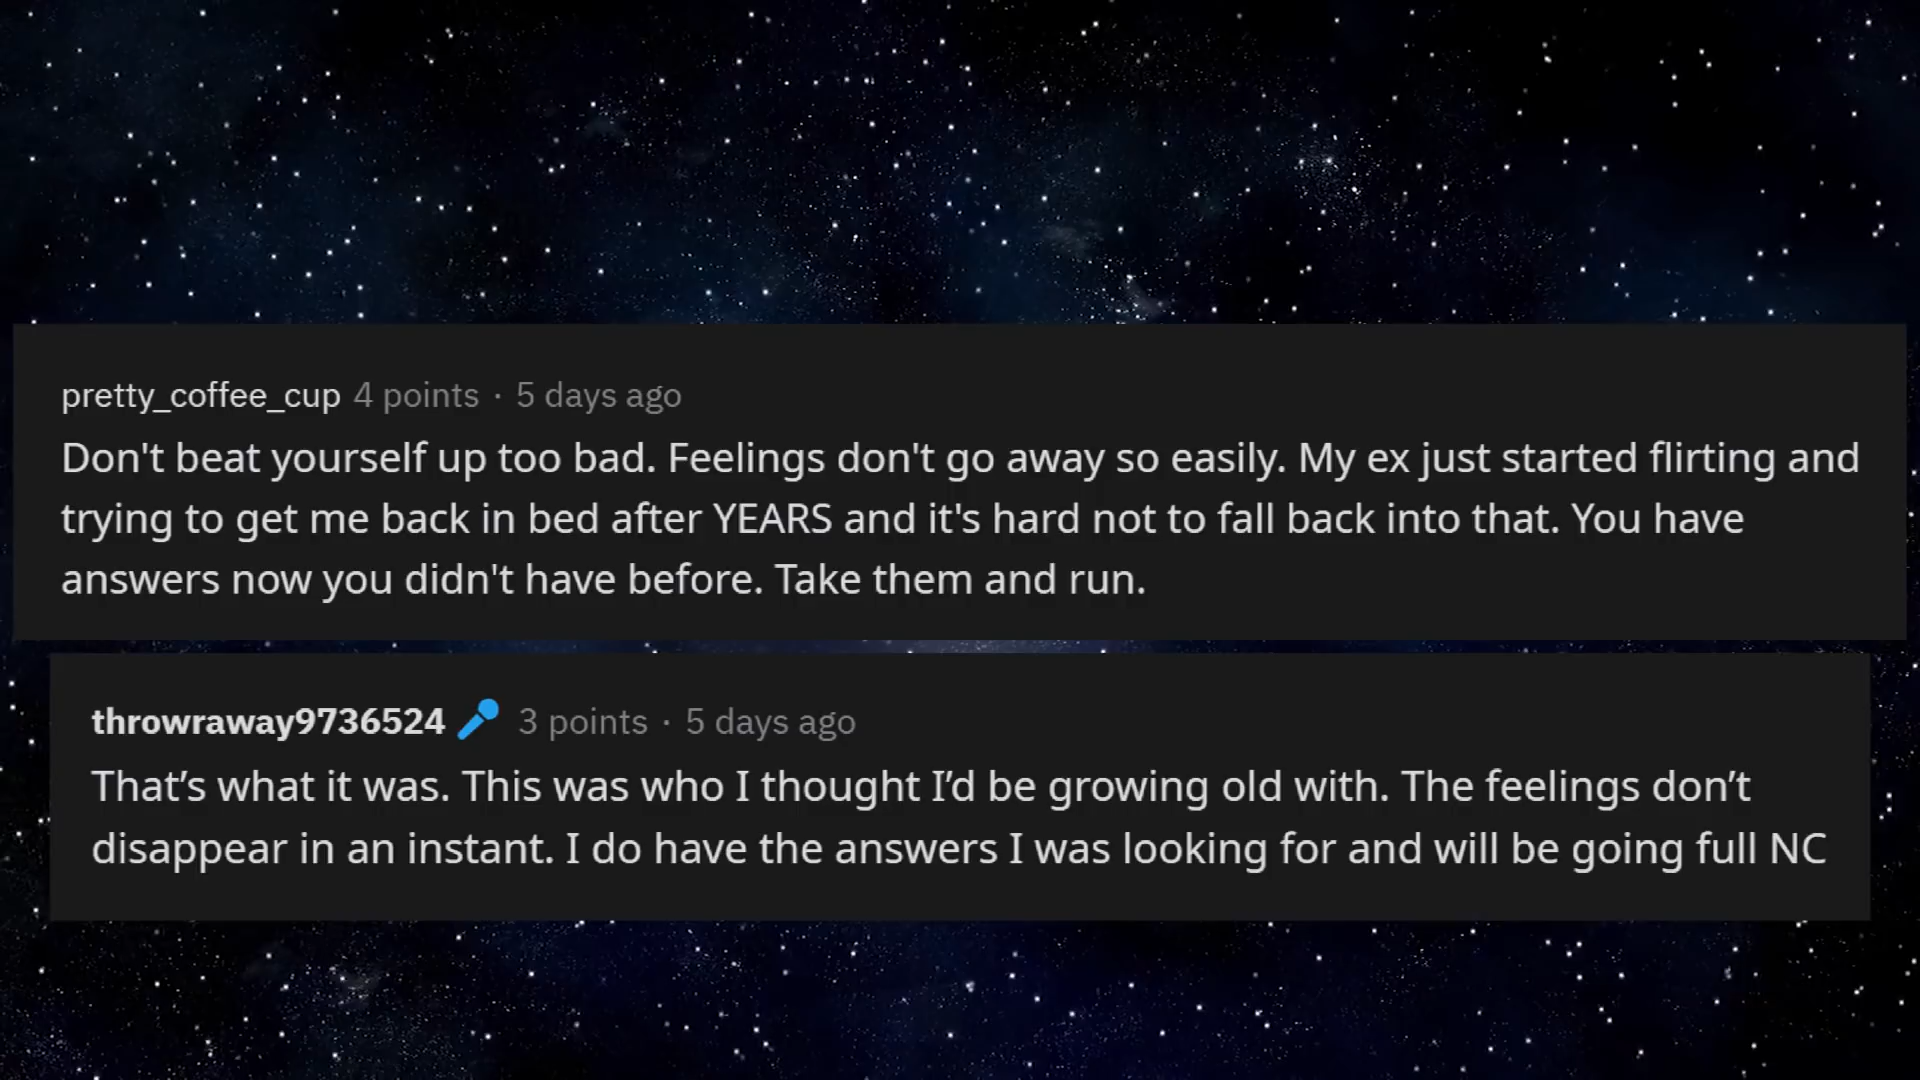 pretty_coffee_cup 4 points · 5 days ago
Don't beat yourself up too bad. Feelings don't go away so easily. My ex just started flirting and
trying to get me back in bed after YEARS and it's hard not to fall back into that. You have
answers now you didn't have before. Take them and run.
throwraway9736524 3 points · 5 days ago
That’s what it was. This was who I thought I’d be growing old with. The feelings don’t
disappear in an instant. I do have the answers I was looking for and will be going full NC